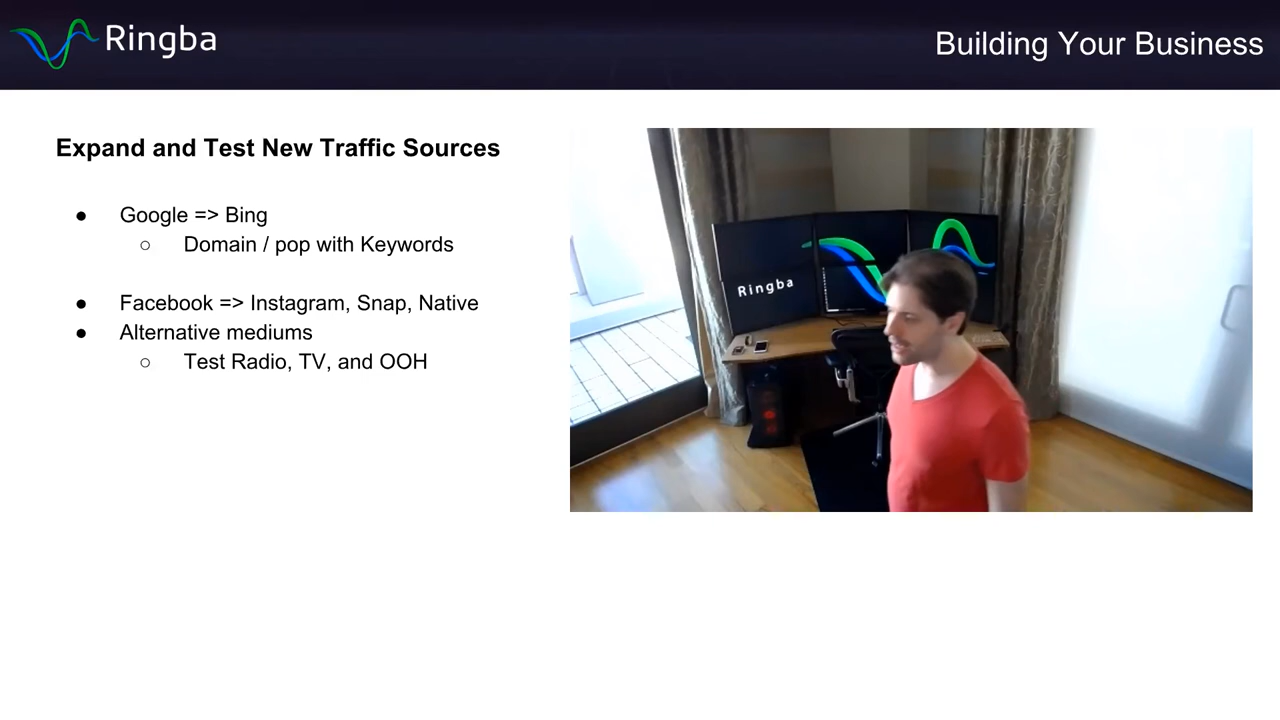 Ringba
Building Your Business
Expand and Test New Traffic Sources
● Google => Bing
○ Domain / pop with Keywords
● Facebook => Instagram, Snap, Native
● Alternative mediums
○ Test Radio, TV, and OOH
Ringba